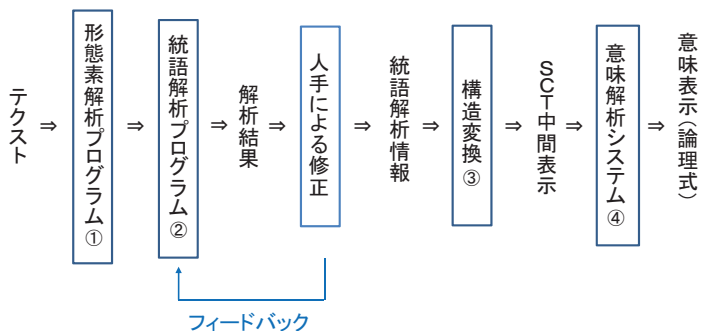 テクスト
⇒
形態素解析プログラム①
⇒
統語解析プログラム②
⇒
解析結果
⇒
人手による修正
⇒
統語解析情報
⇒
構造変換③
⇒
SCT中間表示
⇒
意味解析システム④
⇒
意味表示(論理式)
フィードバック